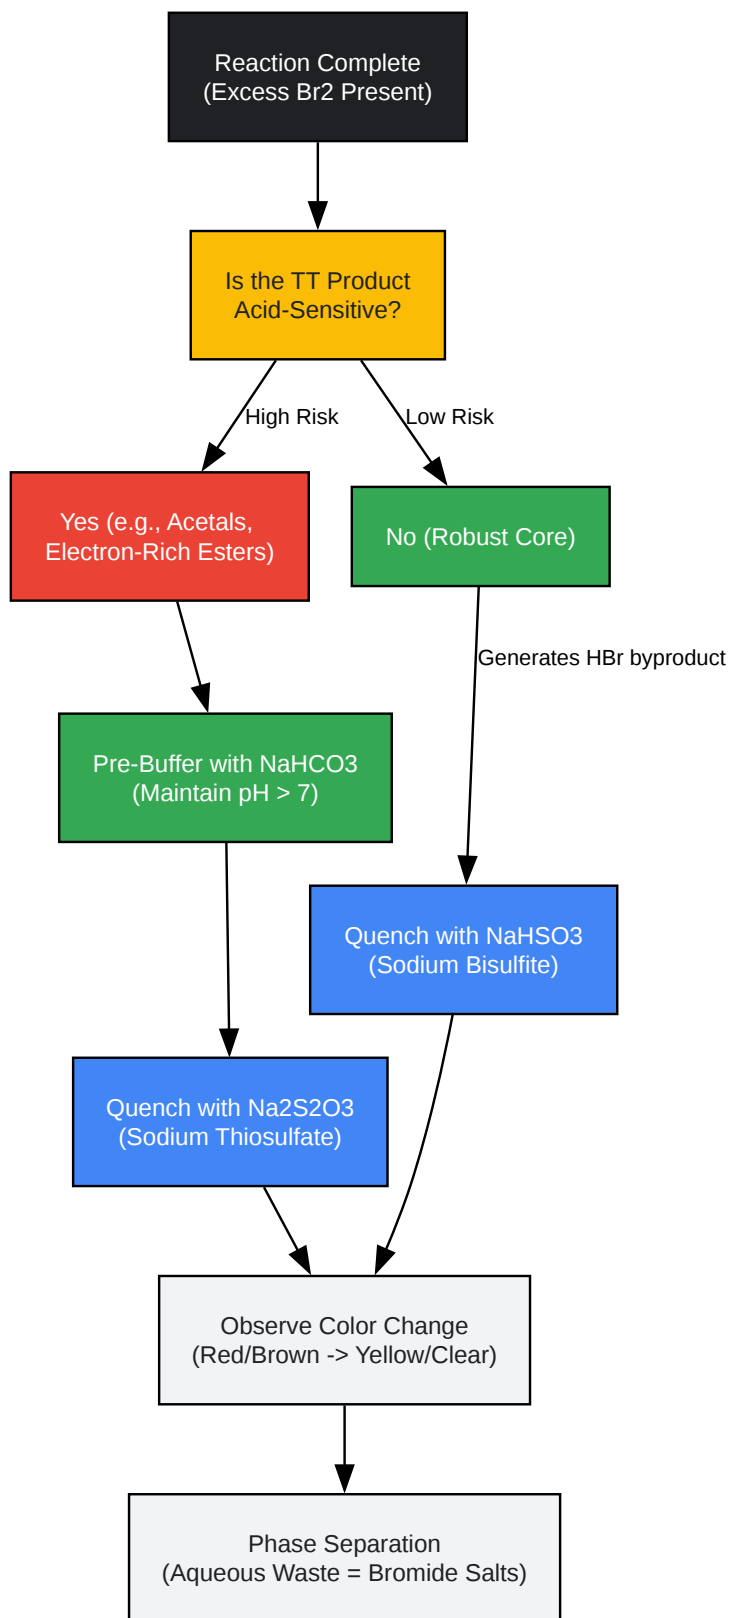 Reaction Complete
(Excess Br2 Present)
Is the TT Product
Acid-Sensitive?
High Risk
Low Risk
Yes (e.g., Acetals,
Electron-Rich Esters)
No (Robust Core)
Generates HBr byproduct
Pre-Buffer with NaHCO3
(Maintain pH > 7)
Quench with NaHSO3
(Sodium Bisulfite)
Quench with Na2S2O3
(Sodium Thiosulfate)
Observe Color Change
(Red/Brown -> Yellow/Clear)
Phase Separation
(Aqueous Waste = Bromide Salts)